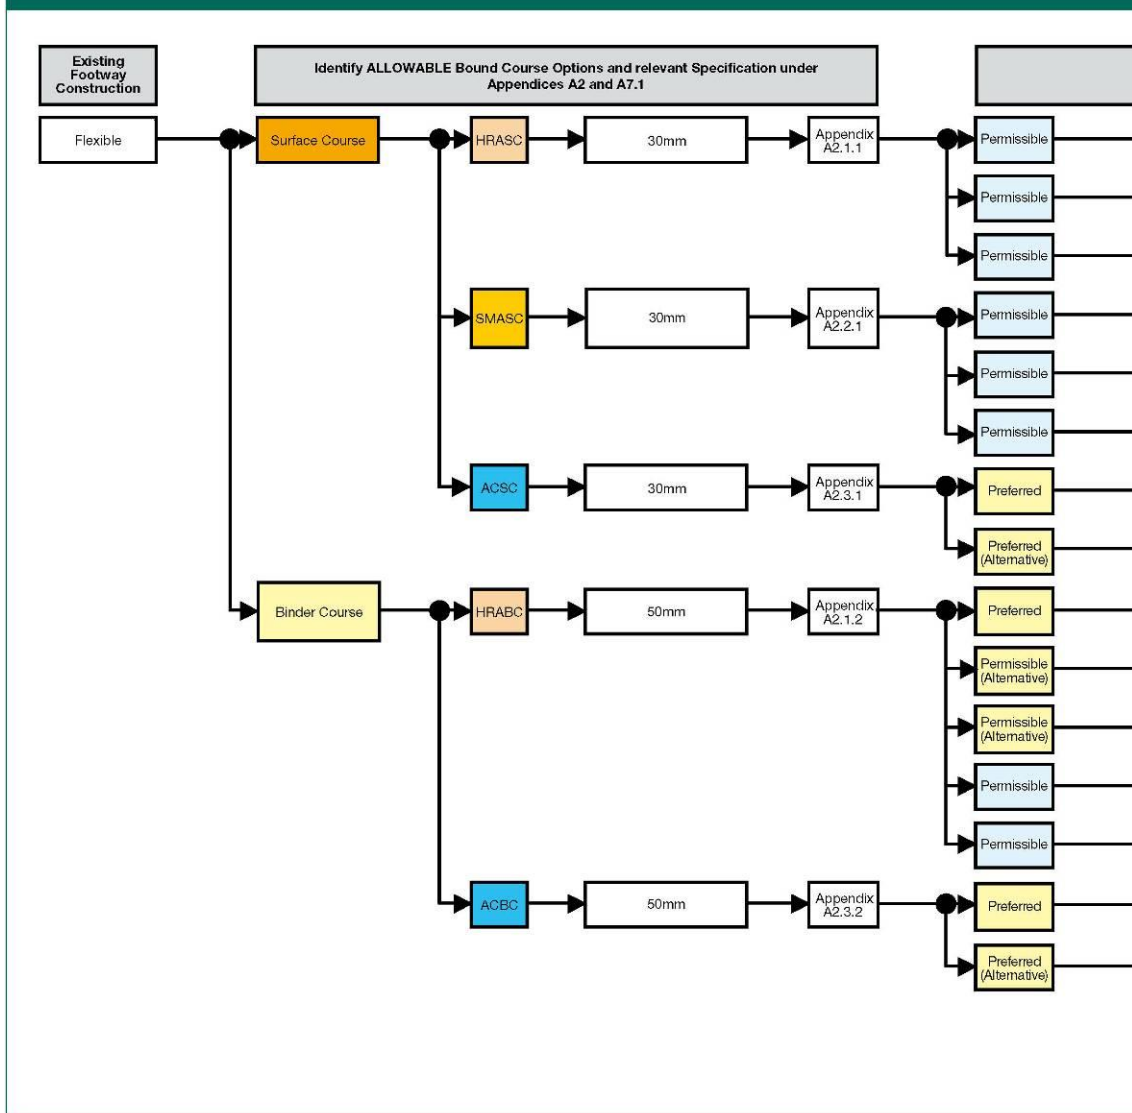 Existing
Footway
Construction
Identify ALLOWABLE Bound Course Options and relevant Specification under
Appendices A2 and A7.1
Flexible
Surface Course
HRASC
30mm
Appendix
A2.1.1
Permissible
Permissible
Permissible
SMASC
30mm
Appendix
A2.2.1
Permissible
Permissible
Permissible
ACSC
30mm
Appendix
A2.3.1
Preferred
Preferred
(Alternative)
Binder Course
HRABC
50mm
Appendix
A2.1.2
Preferred
Permissible
(Alternative)
Permissible
(Alternative)
Permissible
Permissible
ACBC
50mm
Appendix
A2.3.2
Preferred
Preferred
(Alternative)